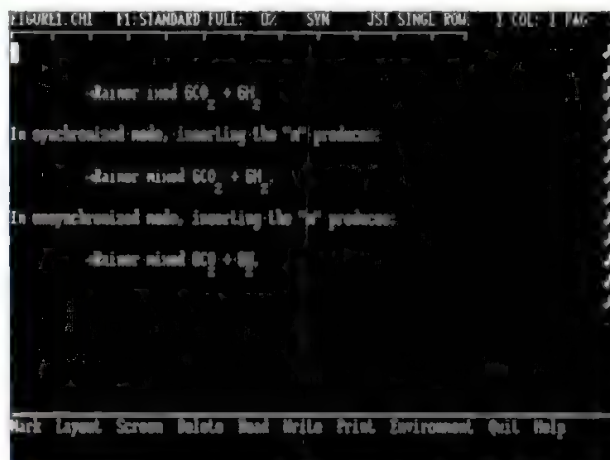 FIGURE1.CHI F1:STANDARD FULL: 0% SYN JST SINGL ROW: 1 COL: 1 PAG
Rainer ixed 6CO2 + 6H2
In synchronized mode, inserting the "m" produces:
Rainer mixed 6CO2 + 6H2
In unsynchronized mode, inserting the "m" produces:
Rainer mixed 6CO2 + 6H2
Mark Layout Screen Delete Read Write Print Environment Quit Help